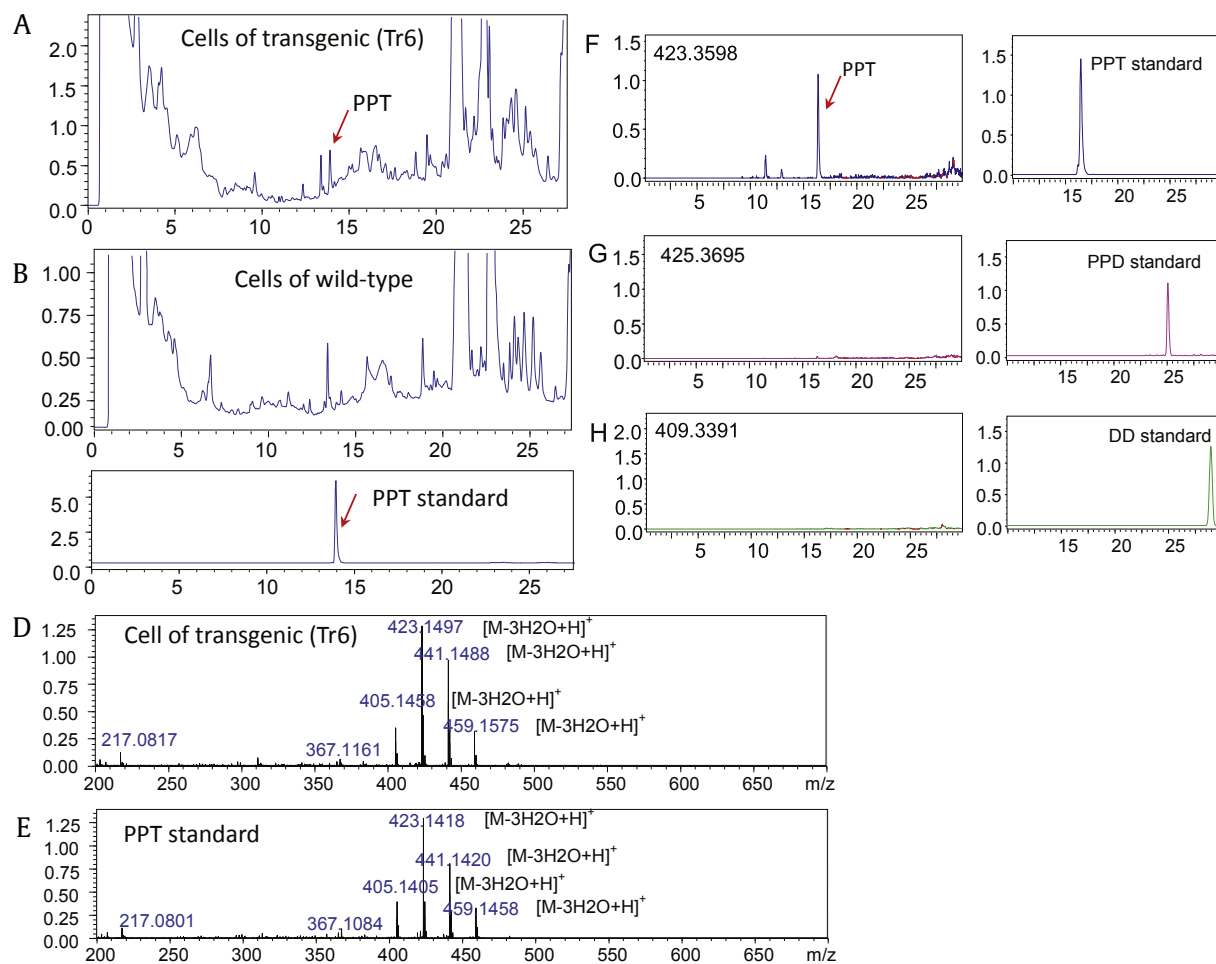 A
Cells of transgenic (Tr6)
PPT
2.0
1.5
1.0
0.5
0.0
0 5 10 15 20 25
B
Cells of wild-type
1.00
0.75
0.50
0.25
0.00
0 5 10 15 20 25
PPT standard
5.0
2.5
0.0
0 5 10 15 20 25
F
423.3598
PPT
1.5
1.0
0.5
0.0
5 10 15 20 25
PPT standard
1.5
1.0
0.5
0.0
15 20 25
G
425.3695
1.5
1.0
0.5
0.0
5 10 15 20 25
PPD standard
1.5
1.0
0.5
0.0
15 20 25
H
409.3391
2.0
1.5
1.0
0.5
0.0
5 10 15 20 25
DD standard
1.5
1.0
0.5
0.0
15 20 25
D
Cell of transgenic (Tr6)
1.25
1.00
0.75
0.50
0.25
0.00
423.1497 [M-3H2O+H]+
441.1488 [M-3H2O+H]+
405.1458 [M-3H2O+H]+
459.1575 [M-3H2O+H]+
217.0817
367.1161
200 250 300 350 400 450 500 550 600 650 m/z
E
PPT standard
1.25
1.00
0.75
0.50
0.25
0.00
423.1418 [M-3H2O+H]+
441.1420 [M-3H2O+H]+
405.1405 [M-3H2O+H]+
459.1458 [M-3H2O+H]+
217.0801
367.1084
200 250 300 350 400 450 500 550 600 650 m/z